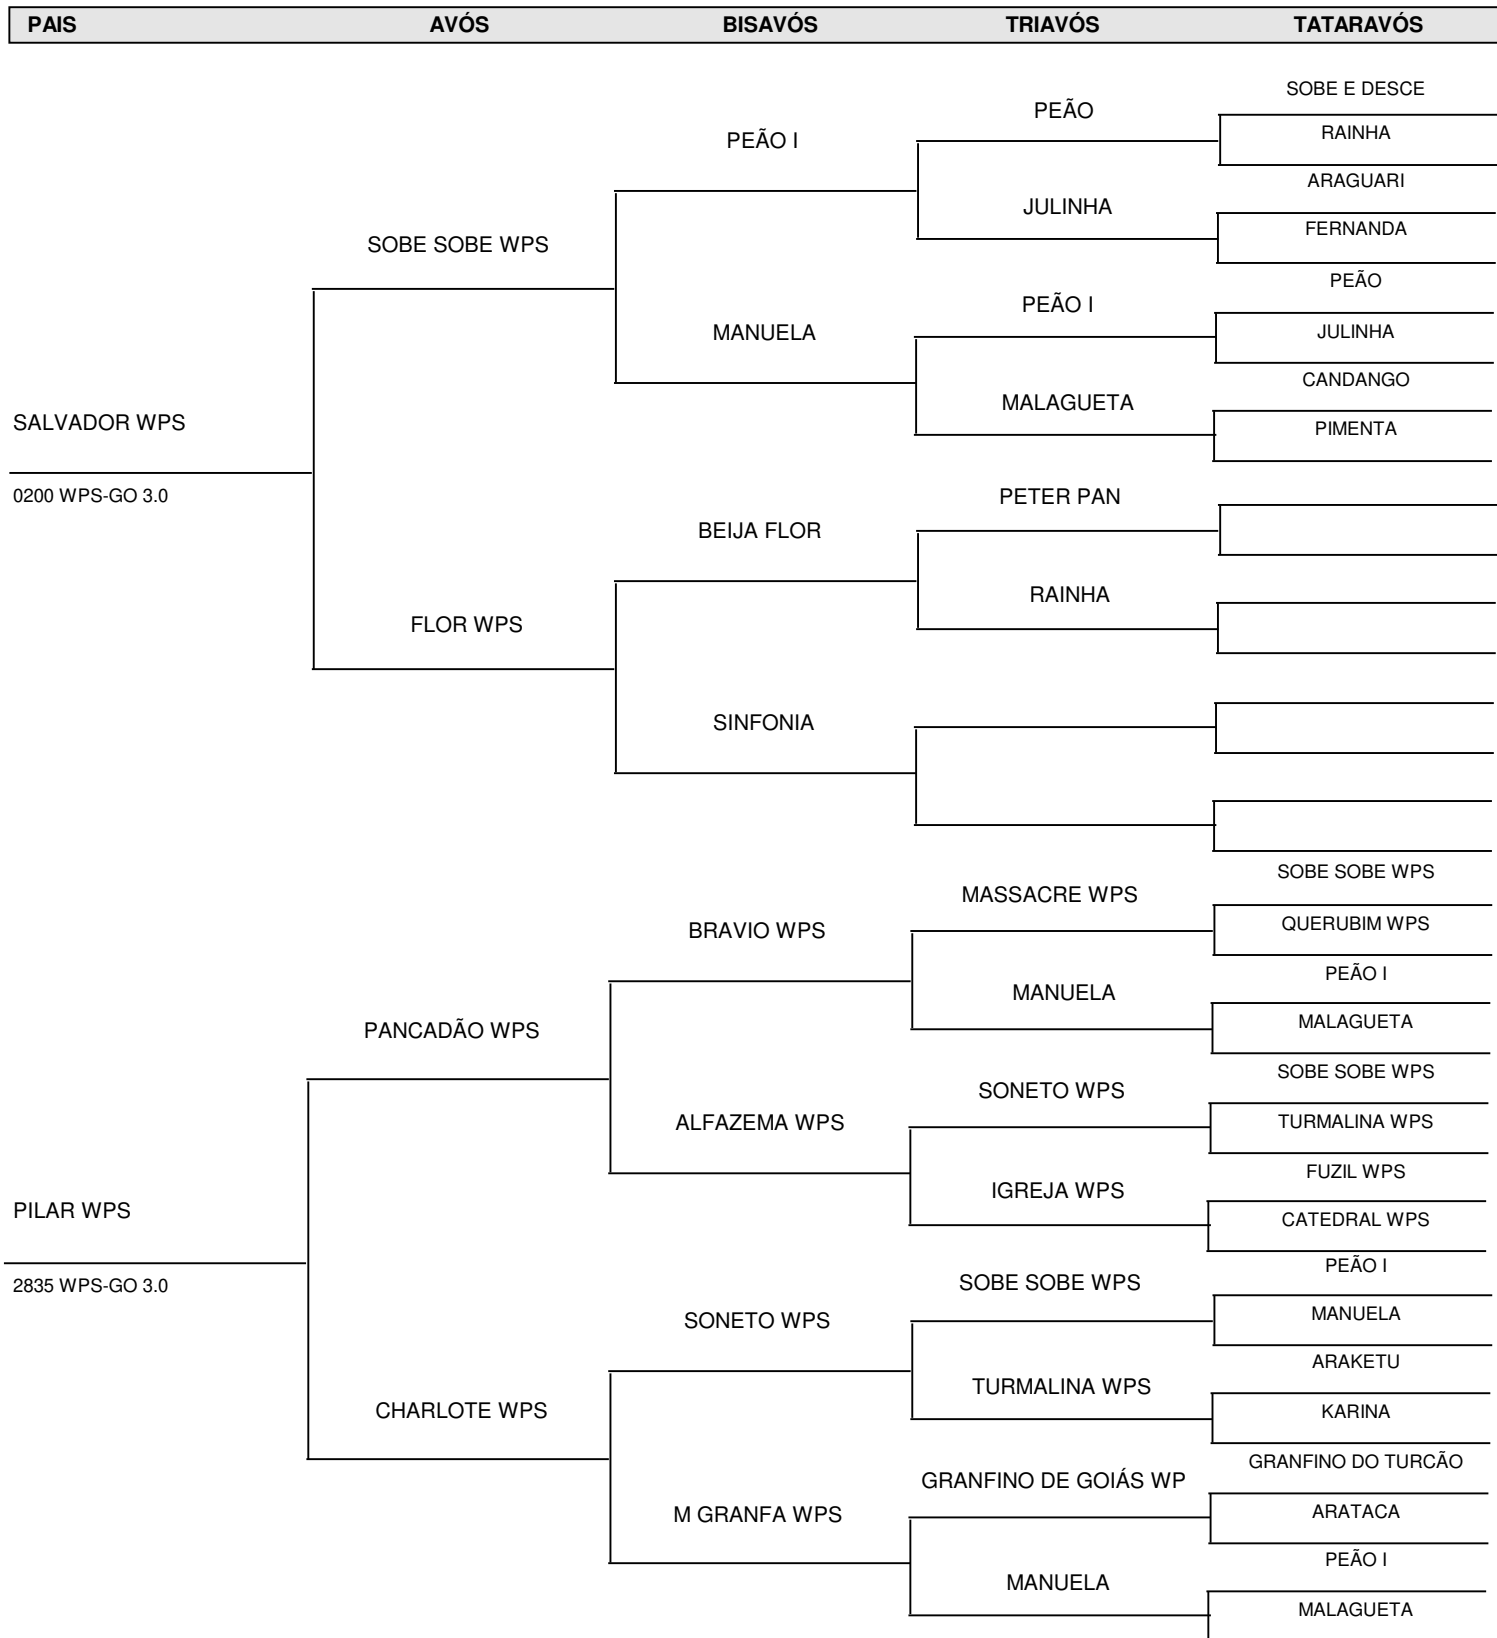 PAIS AVÓS BISAVÓS TRIAVÓS TATARAVÓS
SOBE E DESCE
PEÃO
RAINHA
PEÃO I
ARAGUARI
JULINHA
FERNANDA
SOBE SOBE WPS
PEÃO
PEÃO I
MANUELA
JULINHA
CANDANGO
MALAGUETA
SALVADOR WPS
PIMENTA
0200 WPS-GO 3.0
PETER PAN
BEIJA FLOR
RAINHA
FLOR WPS
SINFONIA
SOBE SOBE WPS
MASSACRE WPS
QUERUBIM WPS
BRAVIO WPS
PEÃO I
MANUELA
MALAGUETA
PANCADÃO WPS
SOBE SOBE WPS
SONETO WPS
TURMALINA WPS
ALFAZEMA WPS
FUZIL WPS
IGREJA WPS
PILAR WPS
CATEDRAL WPS
PEÃO I
2835 WPS-GO 3.0
SOBE SOBE WPS
MANUELA
SONETO WPS
ARAKETU
TURMALINA WPS
CHARLOTE WPS
KARINA
GRANFINO DO TURCÃO
GRANFINO DE GOIÁS WP
ARATACA
M GRANFA WPS
PEÃO I
MANUELA
MALAGUETA